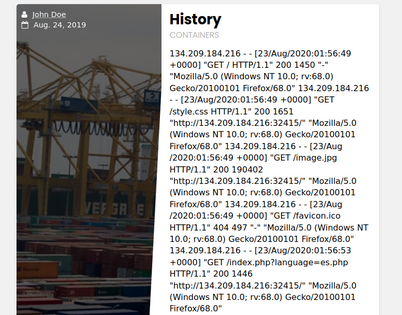 John Doe
Aug. 24, 2019
History
CONTAINERS
134.209.184.216 - - [23/Aug/2020:01:56:49
+0000] "GET / HTTP/1.1" 200 1450 "-"
"Mozilla/5.0 (Windows NT 10.0; rv:68.0)
Gecko/20100101 Firefox/68.0" 134.209.184.216
- - [23/Aug/2020:01:56:49 +0000] "GET
/style.css HTTP/1.1" 200 1651
"http://134.209.184.216:32415/" "Mozilla/5.0
(Windows NT 10.0; rv:68.0) Gecko/20100101
Firefox/68.0" 134.209.184.216 - - [23/Aug
/2020:01:56:49 +0000] "GET /image.jpg
HTTP/1.1" 200 190402
"http://134.209.184.216:32415/" "Mozilla/5.0
(Windows NT 10.0; rv:68.0) Gecko/20100101
Firefox/68.0" 134.209.184.216 - - [23/Aug
/2020:01:56:49 +0000] "GET /favicon.ico
HTTP/1.1" 404 497 "-" "Mozilla/5.0 (Windows NT
10.0; rv:68.0) Gecko/20100101 Firefox/68.0"
134.209.184.216 - - [23/Aug/2020:01:56:53
+0000] "GET /index.php?language=es.php
HTTP/1.1" 200 1446
"http://134.209.184.216:32415/" "Mozilla/5.0
(Windows NT 10.0; rv:68.0) Gecko/20100101
Firefox/68.0"